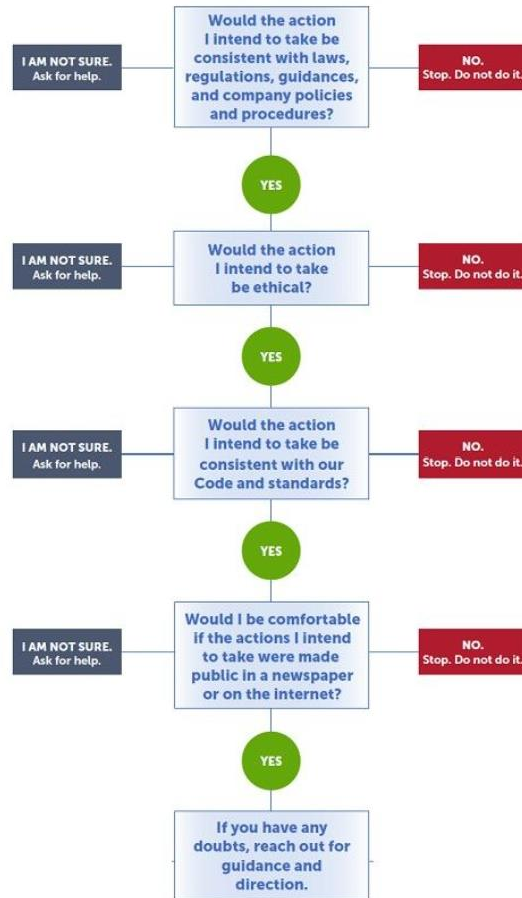 Would the action
I intend to take be
consistent with laws,
regulations, guidances,
and company policies
and procedures?
I AM NOT SURE.
Ask for help.
NO.
Stop. Do not do it.
YES
Would the action
I intend to take
be ethical?
I AM NOT SURE.
Ask for help.
NO.
Stop. Do not do it.
YES
Would the action
I intend to take be
consistent with our
Code and standards?
I AM NOT SURE.
Ask for help.
NO.
Stop. Do not do it.
YES
Would I be comfortable
if the actions I intend
to take were made
public in a newspaper
or on the internet?
I AM NOT SURE.
Ask for help.
NO.
Stop. Do not do it.
YES
If you have any
doubts, reach out for
guidance and
direction.